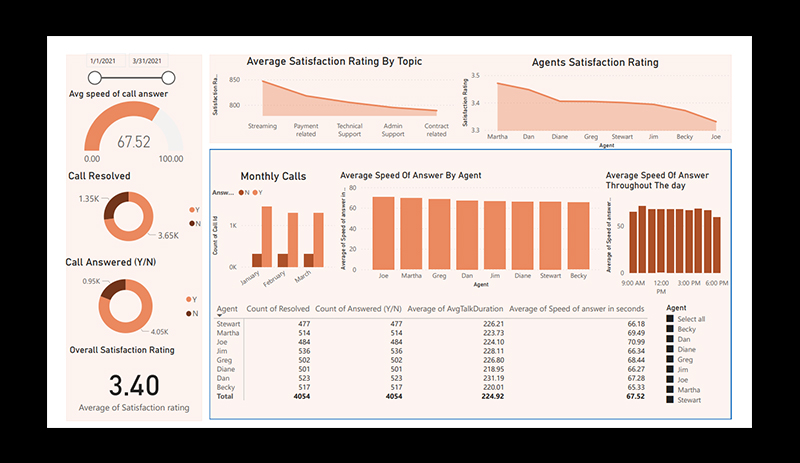 1/1/2021 3/31/2021
Avg speed of call answer
67.52
0.00 100.00
Call Resolved
1.35K
Y
N
3.65K
Call Answered (Y/N)
0.95K
Y
N
4.05K
Overall Satisfaction Rating
3.40
Average of Satisfaction rating
Average Satisfaction Rating By Topic
Satisfaction Ra...
850
800
Streaming Payment related Technical Support Admin Support Contract related
Agents Satisfaction Rating
Satisfaction Rating
3.5
3.4
3.3
Martha Dan Diane Greg Stewart Jim Becky Joe
Agent
Monthly Calls
Answ... N Y
Count of Call Id
1K
0K
January February March
Average Speed Of Answer By Agent
Average of Speed of answer in ...
80
60
40
20
0
Joe Martha Greg Dan Jim Diane Stewart Becky
Agent
Average Speed Of Answer
Throughout The day
Average of Speed of answer...
50
0
9:00 AM 12:00 PM 3:00 PM 6:00 PM
Agent Count of Resolved Count of Answered (Y/N) Average of AvgTalkDuration Average of Speed of answer in seconds
Stewart 477 477 226.21 66.18
Martha 514 514 223.73 69.49
Joe 484 484 224.10 70.99
Jim 536 536 228.11 66.34
Greg 502 502 226.80 68.44
Diane 501 501 218.95 66.27
Dan 523 523 231.19 67.28
Becky 517 517 220.01 65.33
Total 4054 4054 224.92 67.52
Agent
Select all
Becky
Dan
Diane
Greg
Jim
Joe
Martha
Stewart